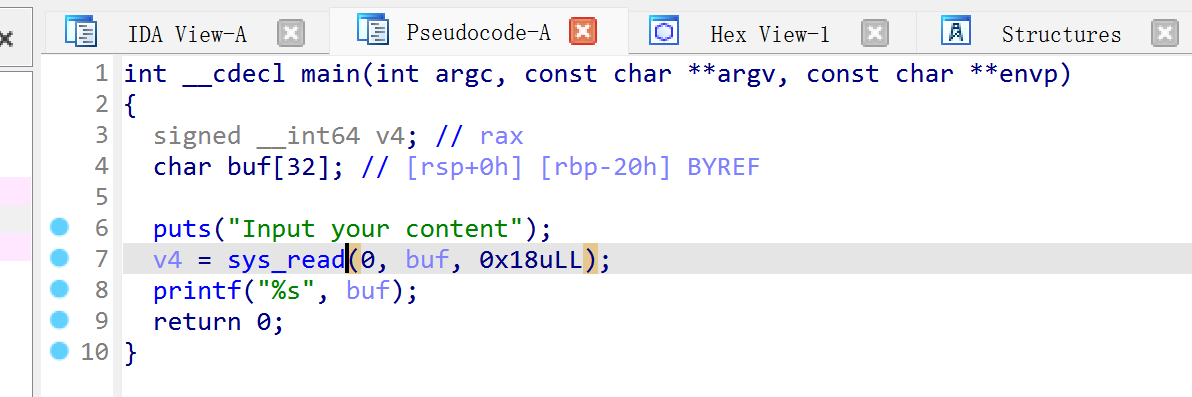 IDA View-A Pseudocode-A Hex View-1 Structures
1 int __cdecl main(int argc, const char **argv, const char **envp)
2 {
3 signed __int64 v4; // rax
4 char buf[32]; // [rsp+0h] [rbp-20h] BYREF
5
6 puts("Input your content");
7 v4 = sys_read(0, buf, 0x18uLL);
8 printf("%s", buf);
9 return 0;
10 }